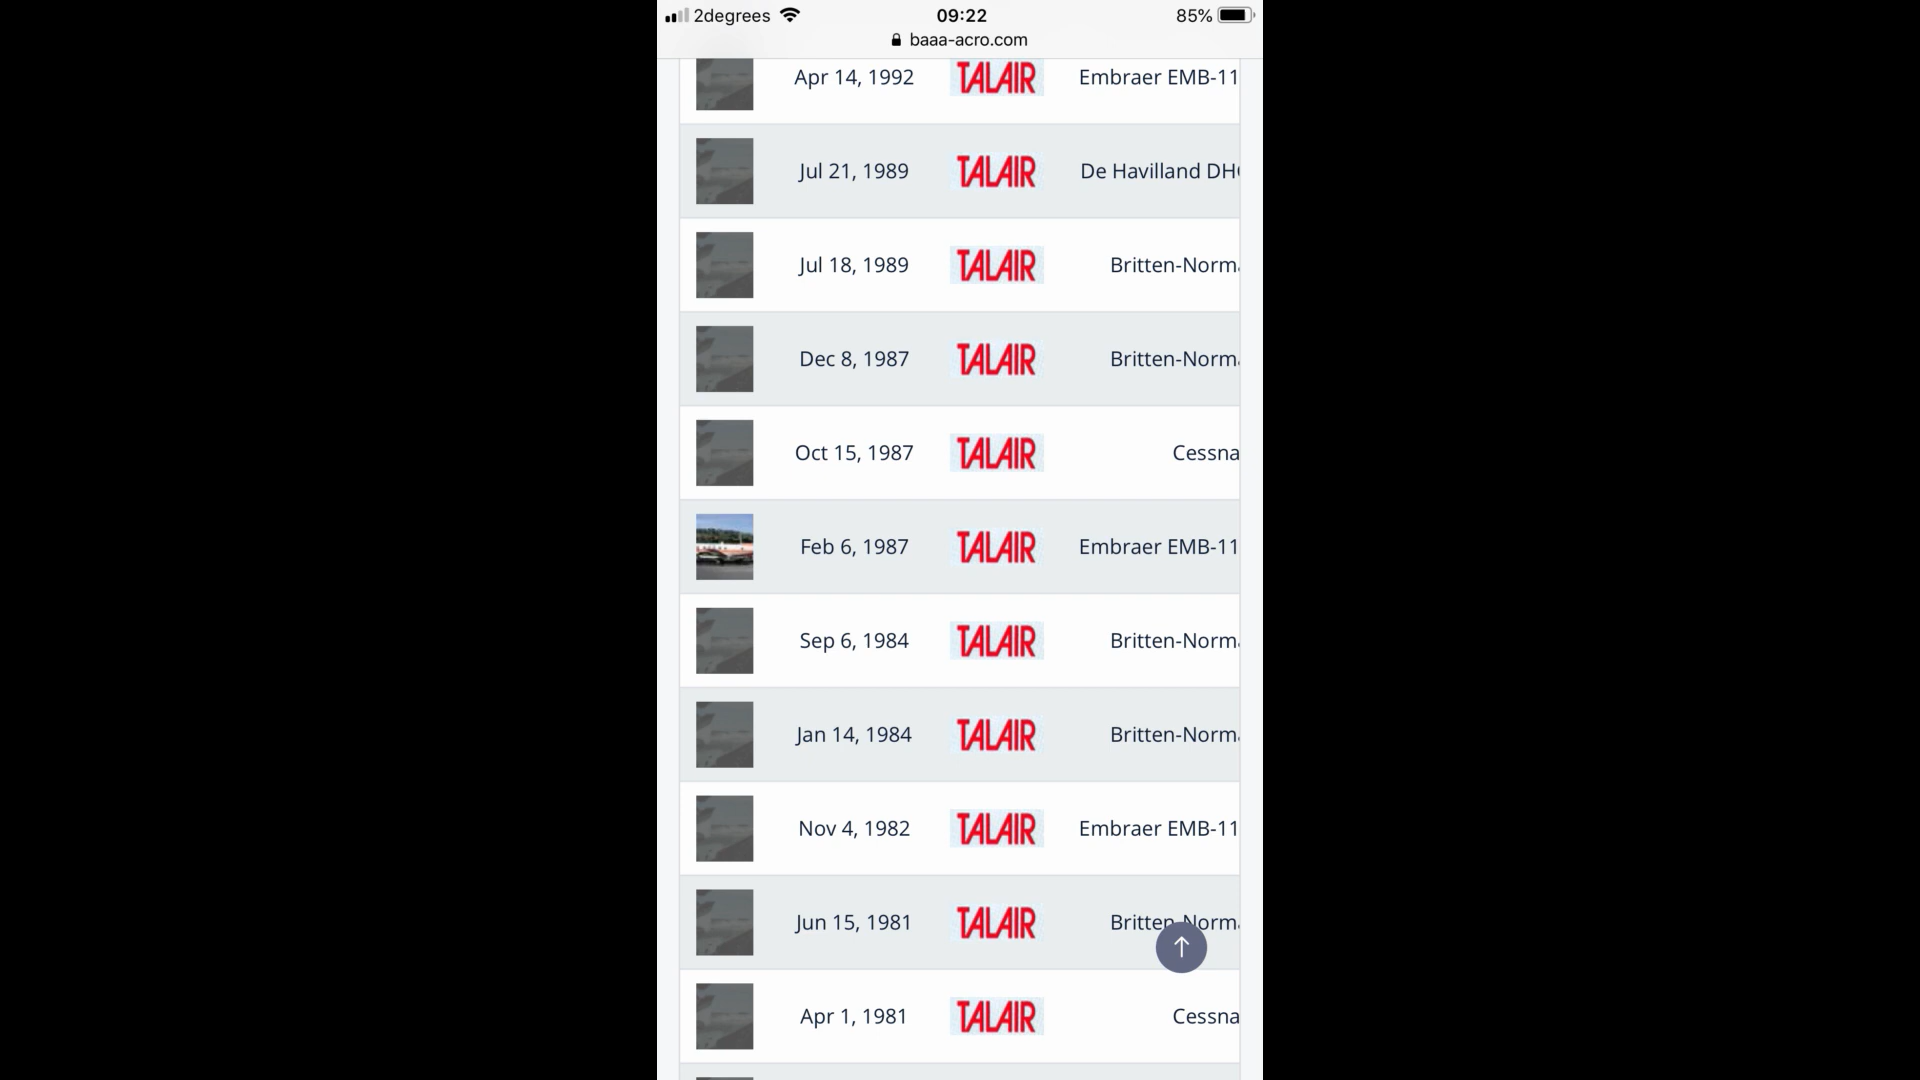 2degrees 09:22 85%
baaa-acro.com
Apr 14, 1992 TALAIR Embraer EMB-11
Jul 21, 1989 TALAIR De Havilland DH
Jul 18, 1989 TALAIR Britten-Norm
Dec 8, 1987 TALAIR Britten-Norm
Oct 15, 1987 TALAIR Cessna
Feb 6, 1987 TALAIR Embraer EMB-11
Sep 6, 1984 TALAIR Britten-Norm
Jan 14, 1984 TALAIR Britten-Norm
Nov 4, 1982 TALAIR Embraer EMB-11
Jun 15, 1981 TALAIR Britten-Norm
Apr 1, 1981 TALAIR Cessna